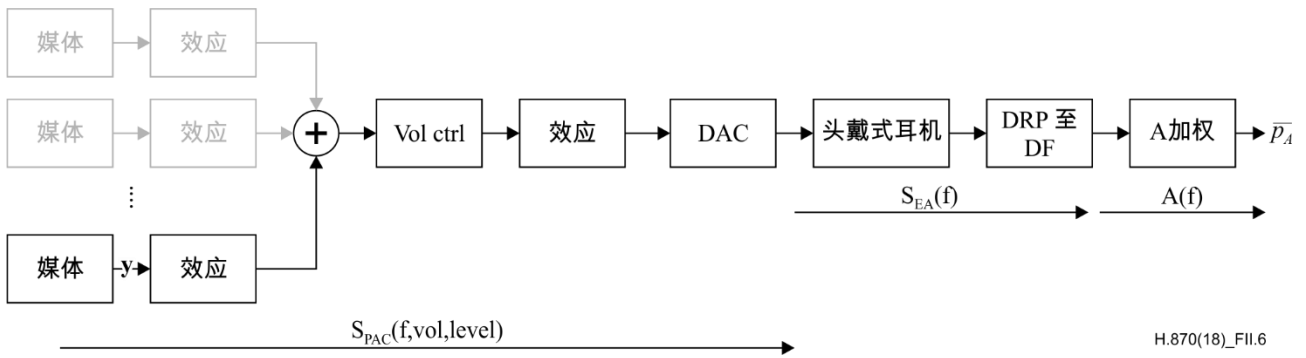 媒体
效应
媒体
效应
+
Vol ctrl
效应
DAC
头戴式耳机
DRP 至
DF
A加权
p_A
S_EA(f)
A(f)
媒体
y
效应
S_PAC(f,vol,level)
H.870(18)_FII.6